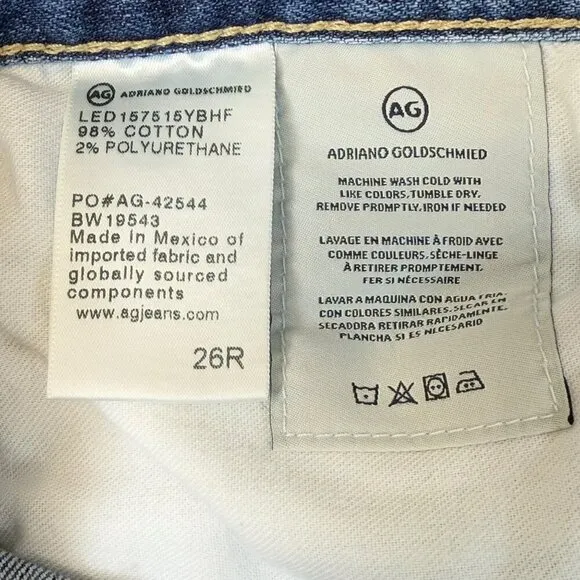 AG ADRIANO GOLDSCHMIED
LED157515YBHF
98% COTTON
2% POLYURETHANE
PO#AG-42544
BW19543
Made in Mexico of
imported fabric and
globally sourced
components
www.agjeans.com
26R
AG
ADRIANO GOLDSCHMIED
MACHINE WASH COLD WITH
LIKE COLORS, TUMBLE DRY.
REMOVE PROMPTLY. IRON IF NEEDED
LAVAGE EN MACHINE À FROID AVEC
COMME COULEURS. SÈCHE-LINGE
À RETIRER PROMPTEMENT.
FER SI NÉCESSAIRE
LAVAR A MAQUINA CON AGUA FRIA
CON COLORES SIMILARES. SECAR EN
SECADORA RETIRAR RAPIDAMENTE.
PLANCHA SI ES NECESARIO